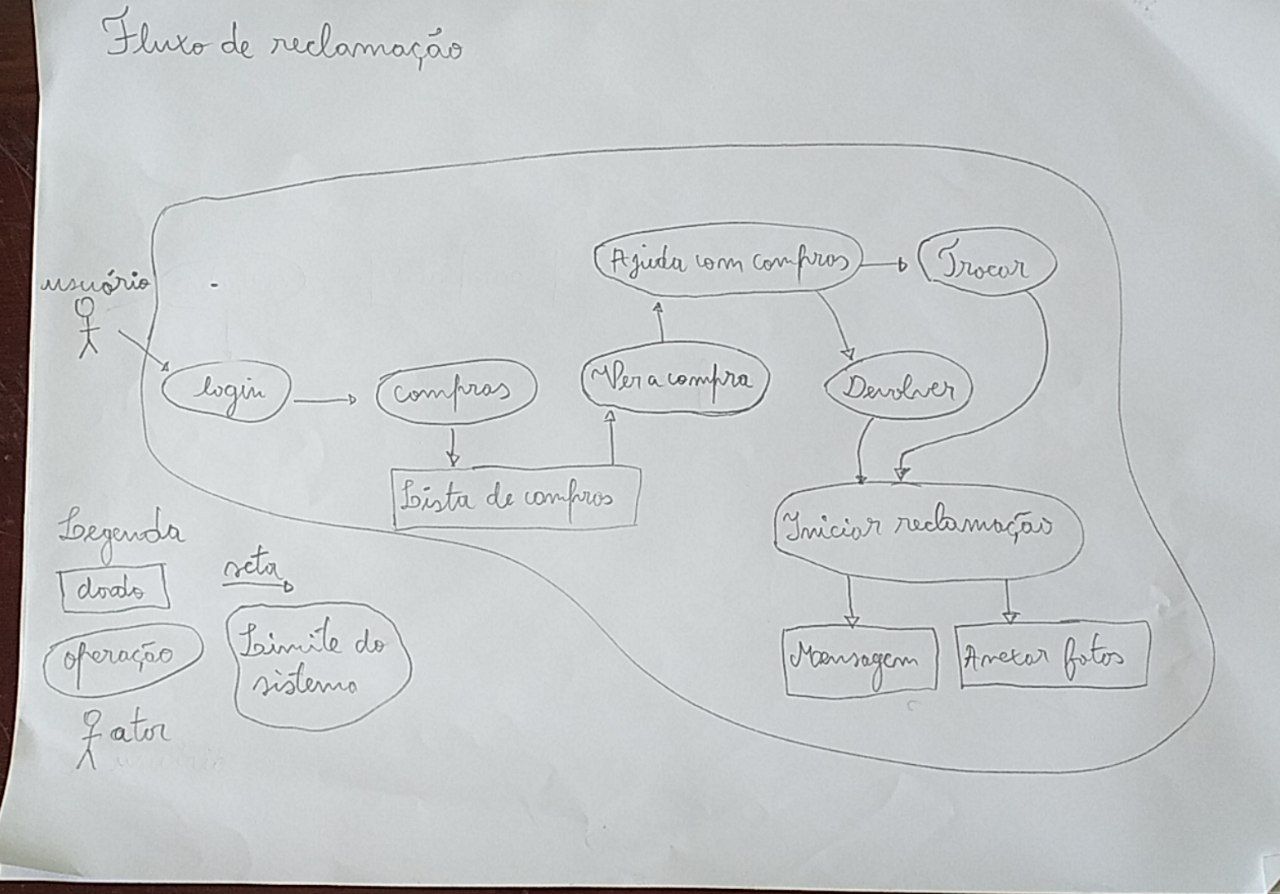 Fluxo de reclamação
usuário
Ajuda com compras
Trocar
login
compras
Ver a compra
Devolver
Lista de compras
Iniciar reclamação
Mensagem
Anexar fotos
Legenda
dado
seta
operação
Limite do
sistema
ator